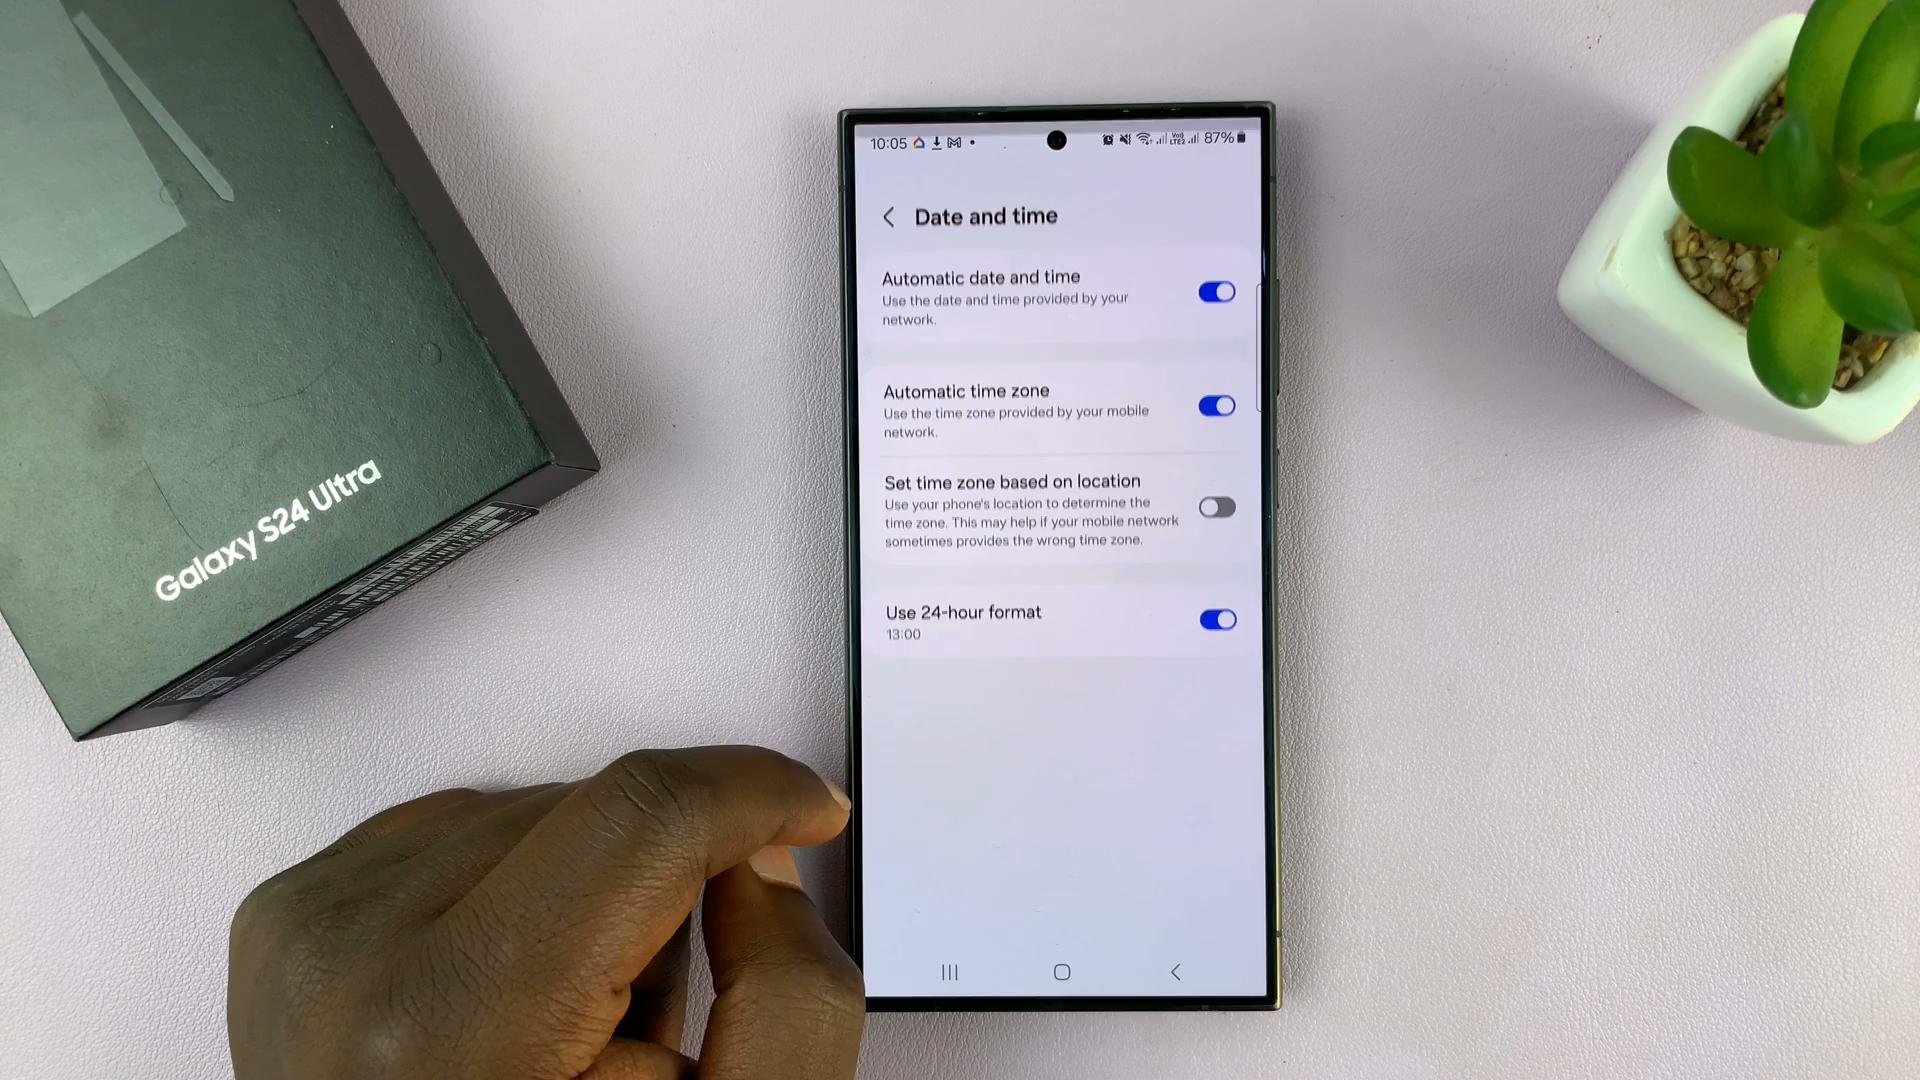 Galaxy S24 Ultra
10:05
87%
Date and time
Automatic date and time
Use the date and time provided by your
network.
Automatic time zone
Use the time zone provided by your mobile
network.
Set time zone based on location
Use your phone's location to determine the
time zone. This may help if your mobile network
sometimes provides the wrong time zone.
Use 24-hour format
13:00